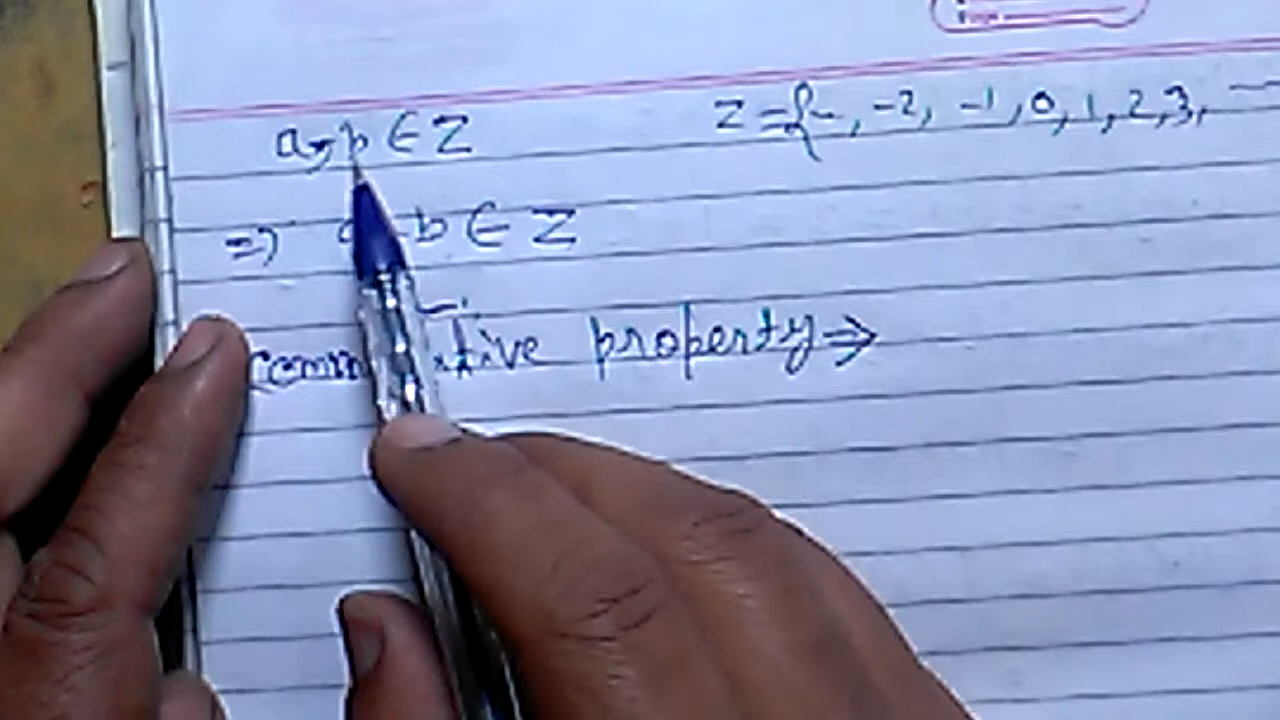 a, b ∈ Z
Z = {-, -2, -1, 0, 1, 2, 3, —
⇒ b ∈ Z
property ⇒